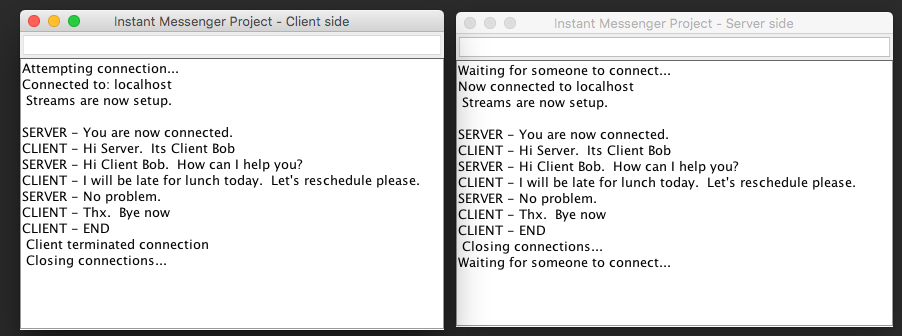 Instant Messenger Project - Client side
Attempting connection...
Connected to: localhost
Streams are now setup.
SERVER - You are now connected.
CLIENT - Hi Server.  Its Client Bob
SERVER - Hi Client Bob.  How can I help you?
CLIENT - I will be late for lunch today.  Let's reschedule please.
SERVER - No problem.
CLIENT - Thx.  Bye now
CLIENT - END
Client terminated connection
Closing connections...
Instant Messenger Project - Server side
Waiting for someone to connect...
Now connected to localhost
Streams are now setup.
SERVER - You are now connected.
CLIENT - Hi Server.  Its Client Bob
SERVER - Hi Client Bob.  How can I help you?
CLIENT - I will be late for lunch today.  Let's reschedule please.
SERVER - No problem.
CLIENT - Thx.  Bye now
CLIENT - END
Closing connections...
Waiting for someone to connect...